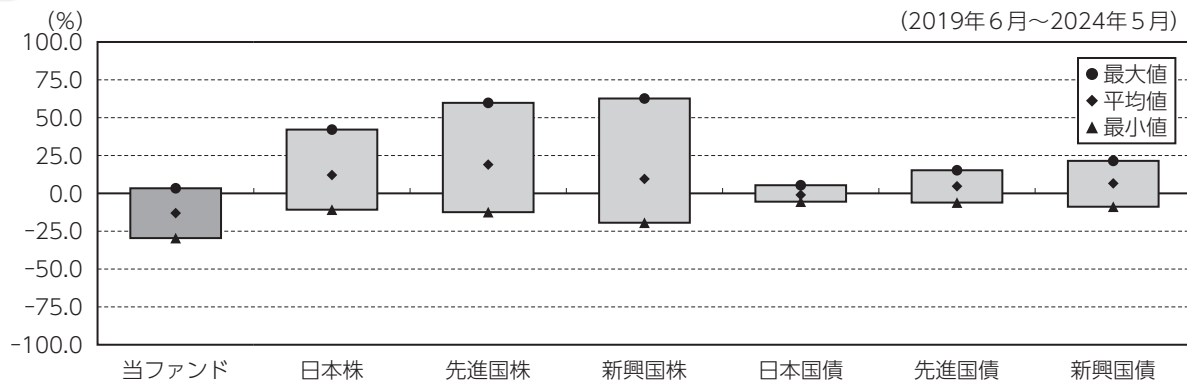 (%)
(2019年6月～2024年5月)
100.0
75.0
50.0
25.0
0.0
-25.0
-50.0
-75.0
-100.0
●最大値
◆平均値
▲最小値
当ファンド 日本株 先進国株 新興国株 日本国債 先進国債 新興国債